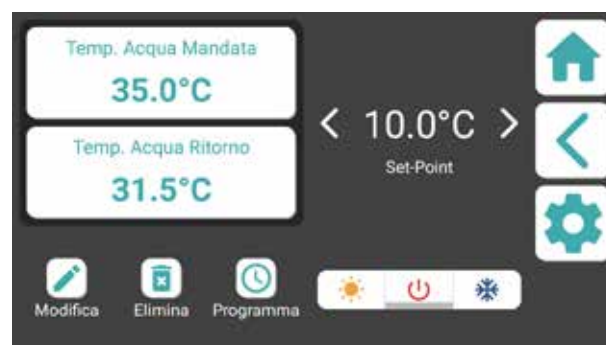 Temp. Acqua Mandata
35.0°C
Temp. Acqua Ritorno
31.5°C
10.0°C
Set-Point
Modifica
Elimina
Programma